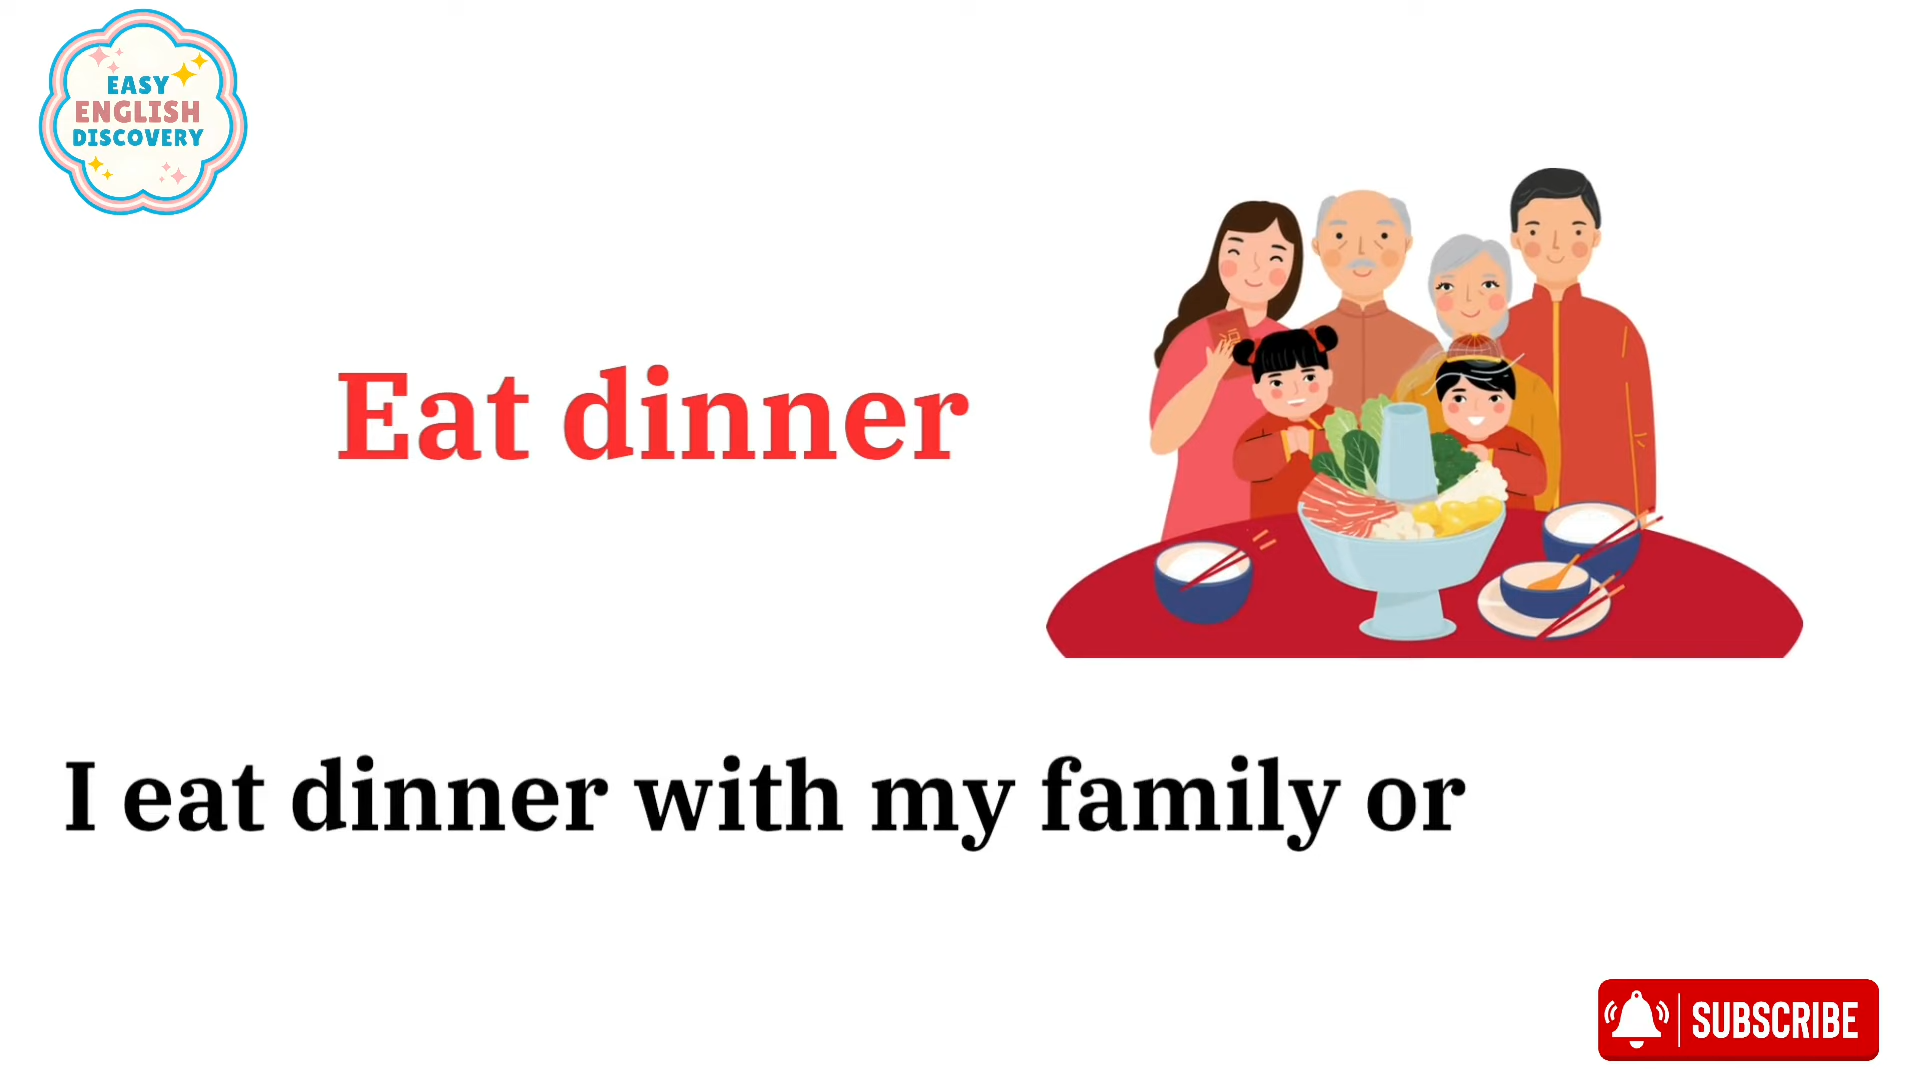 EASY
ENGLISH
DISCOVERY
Eat dinner
I eat dinner with my family or
SUBSCRIBE